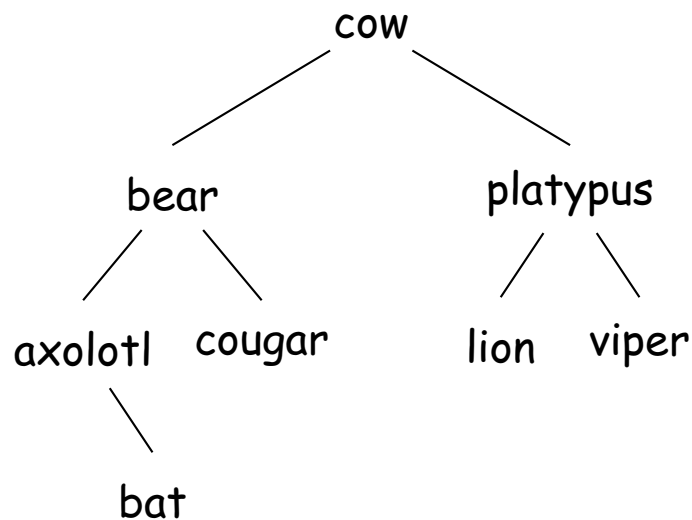 cow
bear
platypus
axolotl
cougar
lion
viper
bat